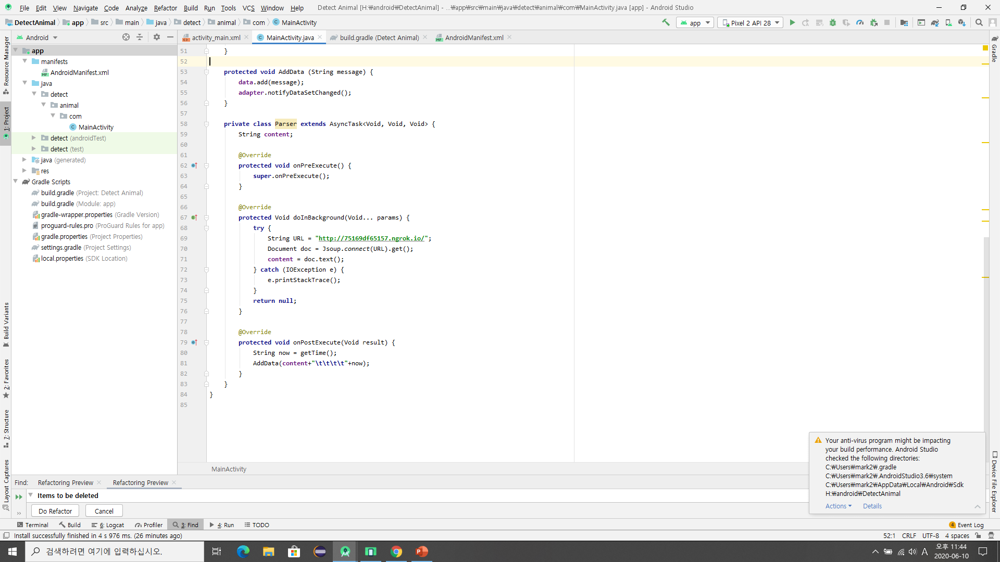 File Edit View Navigate Code Analyze Refactor Build Run Tools VCS Window Help Detect Animal [H:₩android₩DetectAnimal] - ...₩app₩src₩main₩java₩detect₩animal₩com₩MainActivity.java [app] - Android Studio
DetectAnimal app src main java detect animal com MainActivity app Pixel 2 API 28
Android activity_main.xml MainActivity.java build.gradle (Detect Animal) AndroidManifest.xml
Resource Manager
1: Project
Build Variants
2: Favorites
7: Structure
Layout Captures
app
manifests
AndroidManifest.xml
java
detect
animal
com
MainActivity
detect (androidTest)
detect (test)
java (generated)
res
Gradle Scripts
build.gradle (Project: Detect Animal)
build.gradle (Module: app)
gradle-wrapper.properties (Gradle Version)
proguard-rules.pro (ProGuard Rules for app)
gradle.properties (Project Properties)
settings.gradle (Project Settings)
local.properties (SDK Location)
51 }
52
53 protected void AddData (String message) {
54 data.add(message);
55 adapter.notifyDataSetChanged();
56 }
57
58 private class Parser extends AsyncTask<Void, Void, Void> {
59 String content;
60
61 @Override
62 protected void onPreExecute() {
63 super.onPreExecute();
64 }
65
66 @Override
67 protected Void doInBackground(Void... params) {
68 try {
69 String URL = "http://75169df65157.ngrok.io/";
70 Document doc = Jsoup.connect(URL).get();
71 content = doc.text();
72 } catch (IOException e) {
73 e.printStackTrace();
74 }
75 return null;
76 }
77
78 @Override
79 protected void onPostExecute(Void result) {
80 String now = getTime();
81 AddData(content+"\t\t\t\t"+now);
82 }
83 }
84 }
85
MainActivity
Gradle
Device File Explorer
Your anti-virus program might be impacting
your build performance. Android Studio
checked the following directories:
C:₩Users₩mark2₩.gradle
C:₩Users₩mark2₩.AndroidStudio3.6₩system
C:₩Users₩mark2₩AppData₩Local₩Android₩Sdk
H:₩android₩DetectAnimal
Actions Details
Find: Refactoring Preview Refactoring Preview
Items to be deleted
Do Refactor Cancel
Terminal Build 6: Logcat Profiler 3: Find 4: Run TODO 4 Event Log
Install successfully finished in 4 s 976 ms. (26 minutes ago) 52:1 CRLF UTF-8 4 spaces
검색하려면 여기에 입력하십시오. A 오후 11:44
2020-06-10